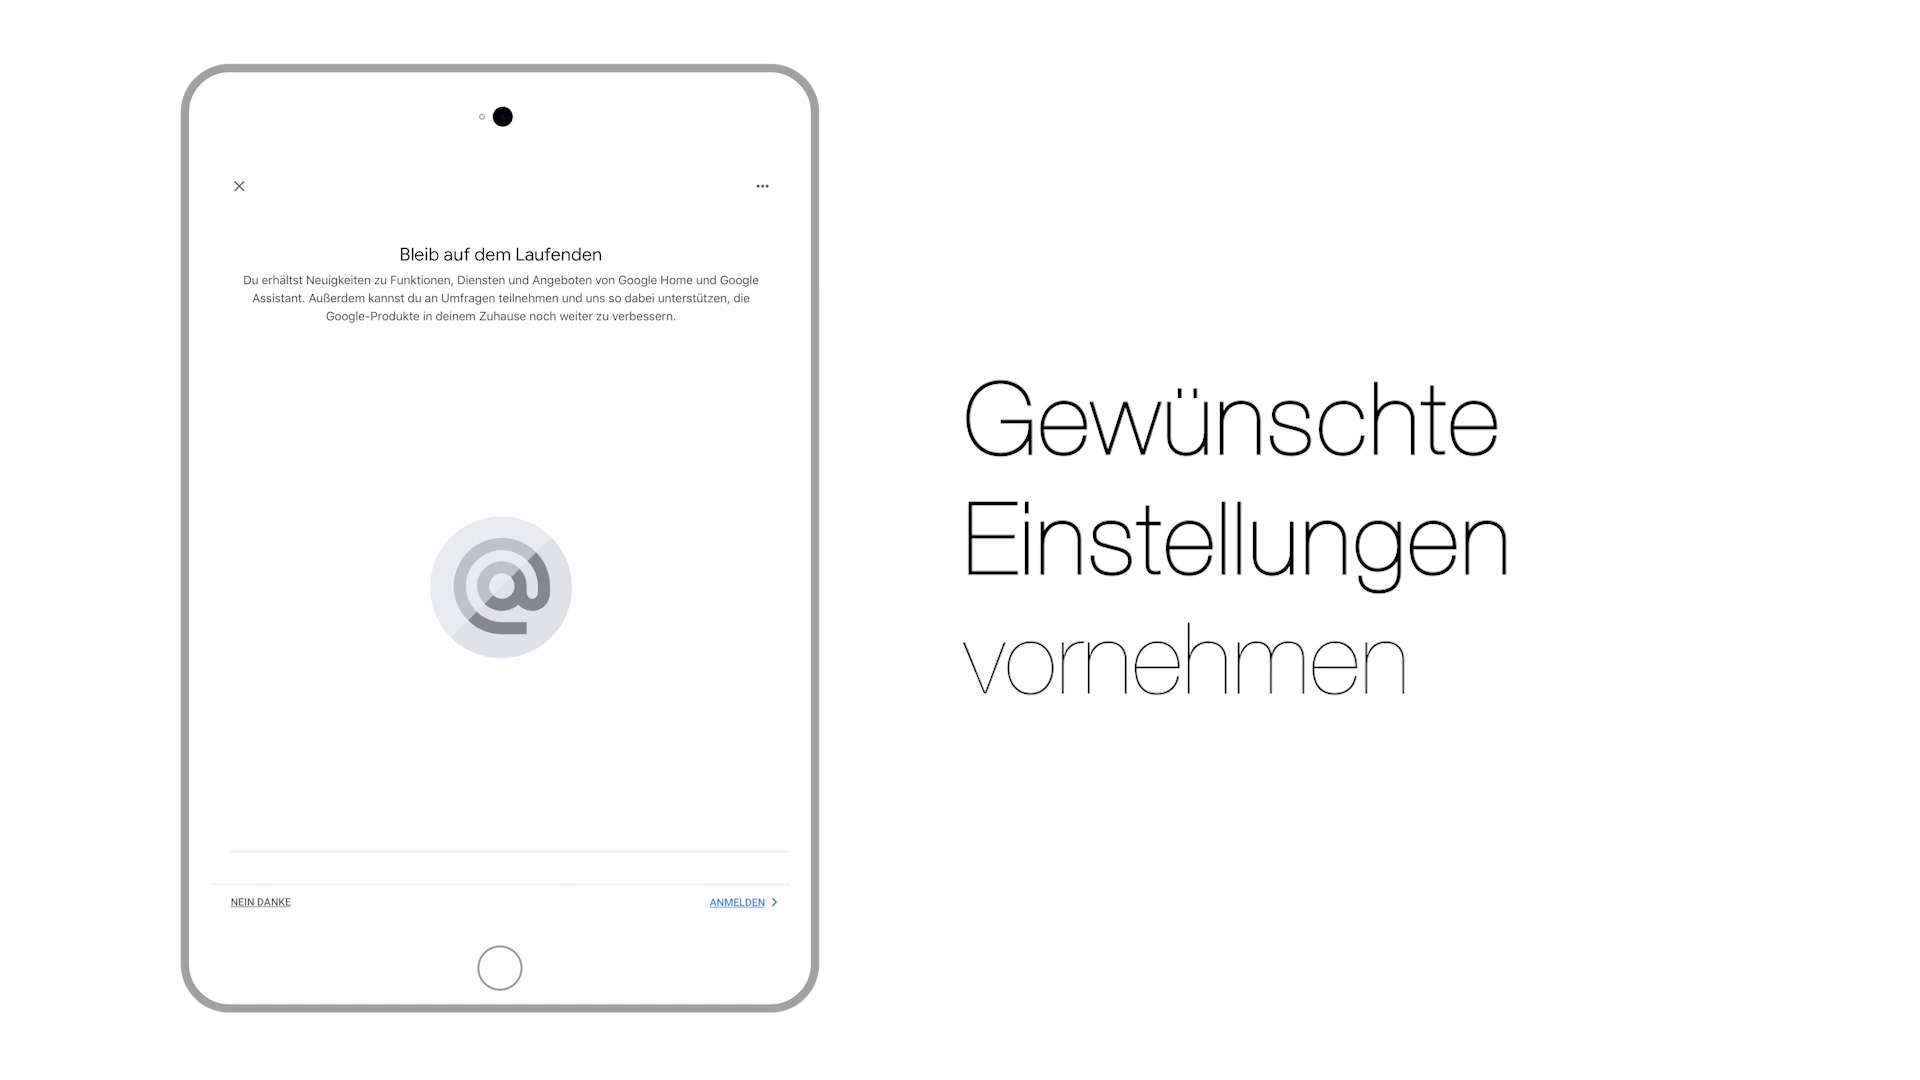 Bleib auf dem Laufenden
Du erhältst Neuigkeiten zu Funktionen, Diensten und Angeboten von Google Home und Google
Assistant. Außerdem kannst du an Umfragen teilnehmen und uns so dabei unterstützen, die
Google-Produkte in deinem Zuhause noch weiter zu verbessern.
@
NEIN DANKE
ANMELDEN
Gewünschte
Einstellungen
vornehmen